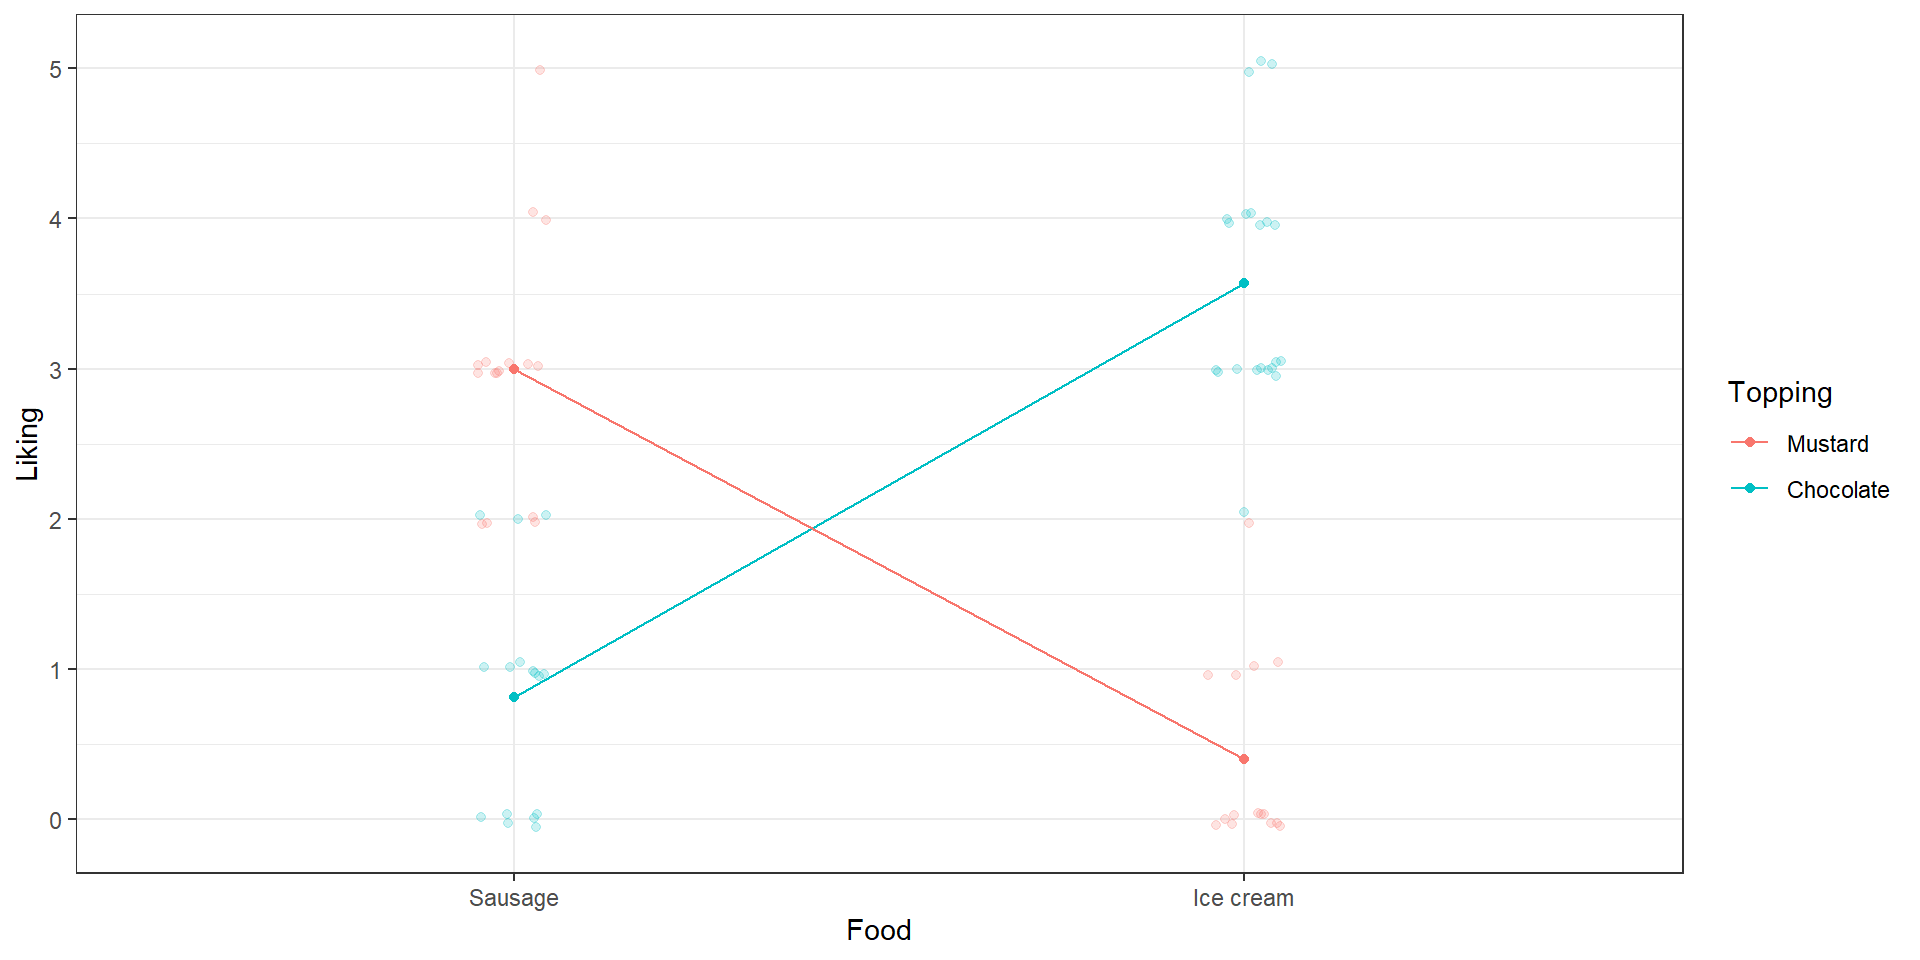 5
4
3
2
1
0
Liking
Sausage
Ice cream
Food
Topping
Mustard
Chocolate